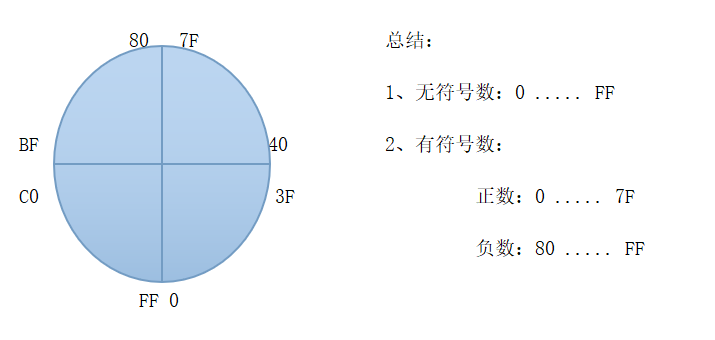 80 7F
BF
40
C0
3F
FF 0
总结：
1、无符号数：0 ..... FF
2、有符号数：
正数：0 ..... 7F
负数：80 ..... FF